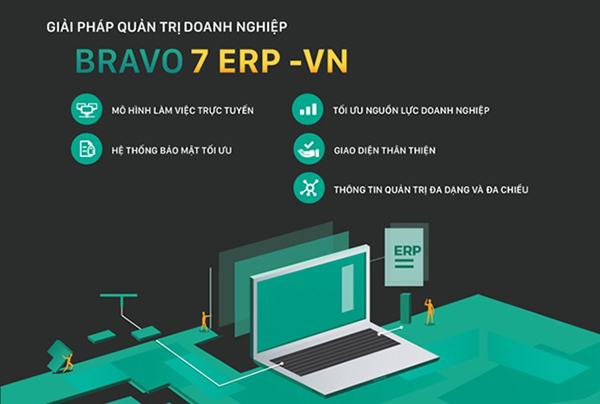 GIẢI PHÁP QUẢN TRỊ DOANH NGHIỆP
BRAVO 7 ERP -VN
MÔ HÌNH LÀM VIỆC TRỰC TUYẾN
HỆ THỐNG BẢO MẬT TỐI ƯU
TỐI ƯU NGUỒN LỰC DOANH NGHIỆP
GIAO DIỆN THÂN THIỆN
THÔNG TIN QUẢN TRỊ ĐA DẠNG VÀ ĐA CHIỀU
ERP